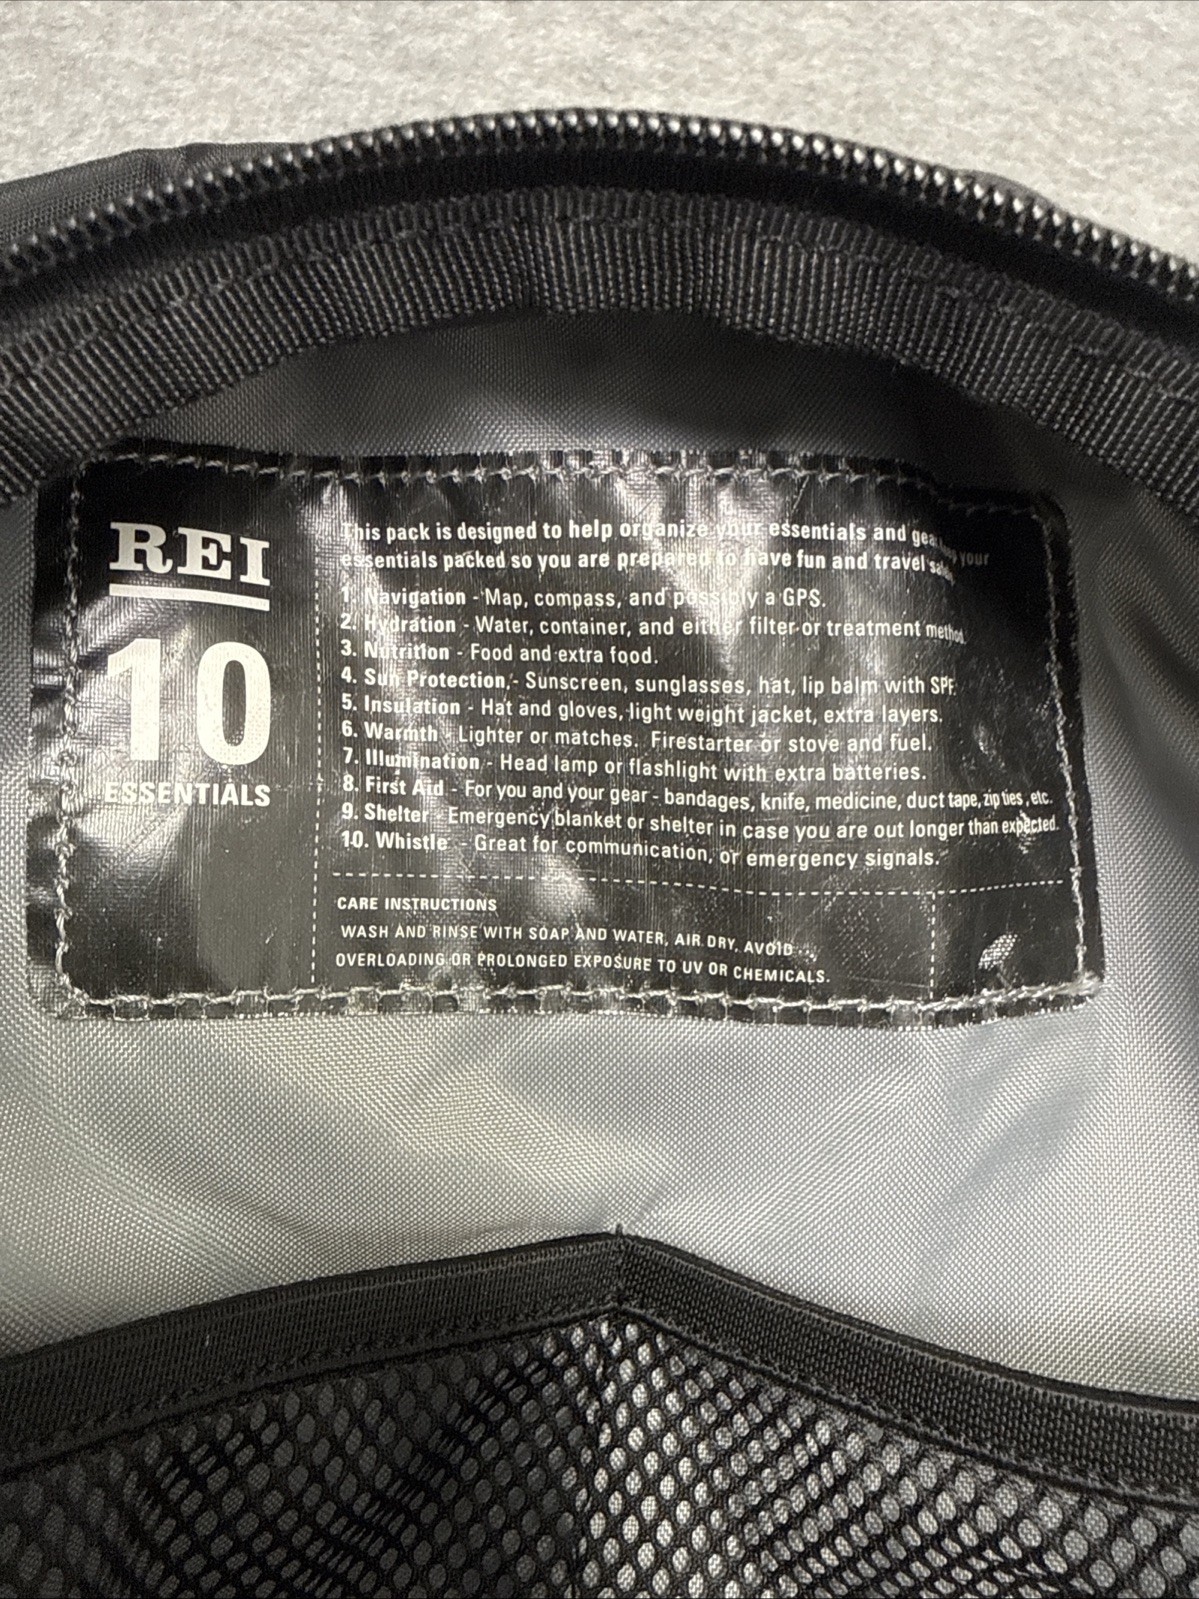 REI
10
ESSENTIALS
This pack is designed to help organize your essentials and gear. Keep your
essentials packed so you are prepared to have fun and travel safely.
1. Navigation - Map, compass, and possibly a GPS.
2. Hydration - Water, container, and either filter or treatment method.
3. Nutrition - Food and extra food.
4. Sun Protection, - Sunscreen, sunglasses, hat, lip balm with SPF.
5. Insulation - Hat and gloves, light weight jacket, extra layers.
6. Warmth - Lighter or matches. Firestarter or stove and fuel.
7. Illumination - Head lamp or flashlight with extra batteries.
8. First Aid - For you and your gear - bandages, knife, medicine, duct tape, zip ties, etc.
9. Shelter - Emergency blanket or shelter in case you are out longer than expected.
10. Whistle - Great for communication, or emergency signals.
CARE INSTRUCTIONS
WASH AND RINSE WITH SOAP AND WATER, AIR DRY. AVOID
OVERLOADING OR PROLONGED EXPOSURE TO UV OR CHEMICALS.